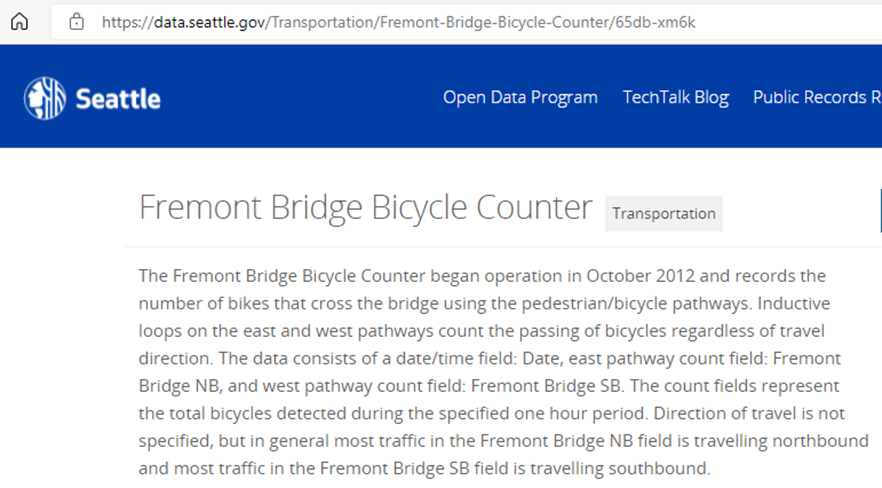 https://data.seattle.gov/Transportation/Fremont-Bridge-Bicycle-Counter/65db-xm6k
Seattle
Open Data Program TechTalk Blog Public Records R
Fremont Bridge Bicycle Counter Transportation
The Fremont Bridge Bicycle Counter began operation in October 2012 and records the
number of bikes that cross the bridge using the pedestrian/bicycle pathways. Inductive
loops on the east and west pathways count the passing of bicycles regardless of travel
direction. The data consists of a date/time field: Date, east pathway count field: Fremont
Bridge NB, and west pathway count field: Fremont Bridge SB. The count fields represent
the total bicycles detected during the specified one hour period. Direction of travel is not
specified, but in general most traffic in the Fremont Bridge NB field is travelling northbound
and most traffic in the Fremont Bridge SB field is travelling southbound.